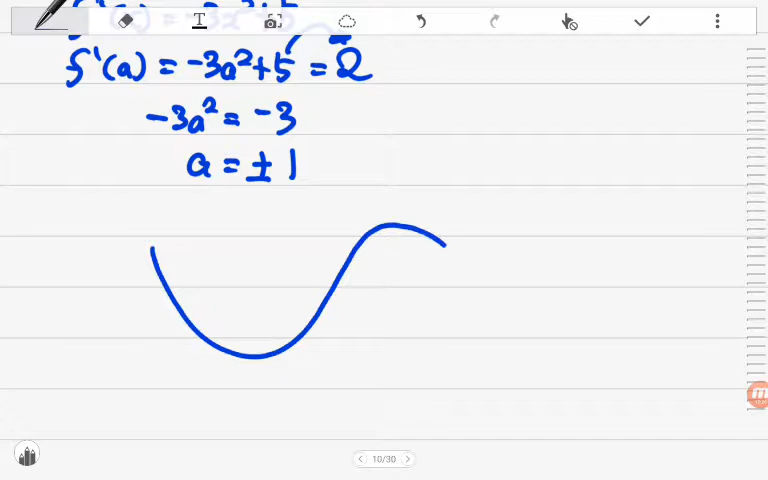 f'(a) = -3a²+5 = 2
-3a² = -3
a = ± 1
10/30